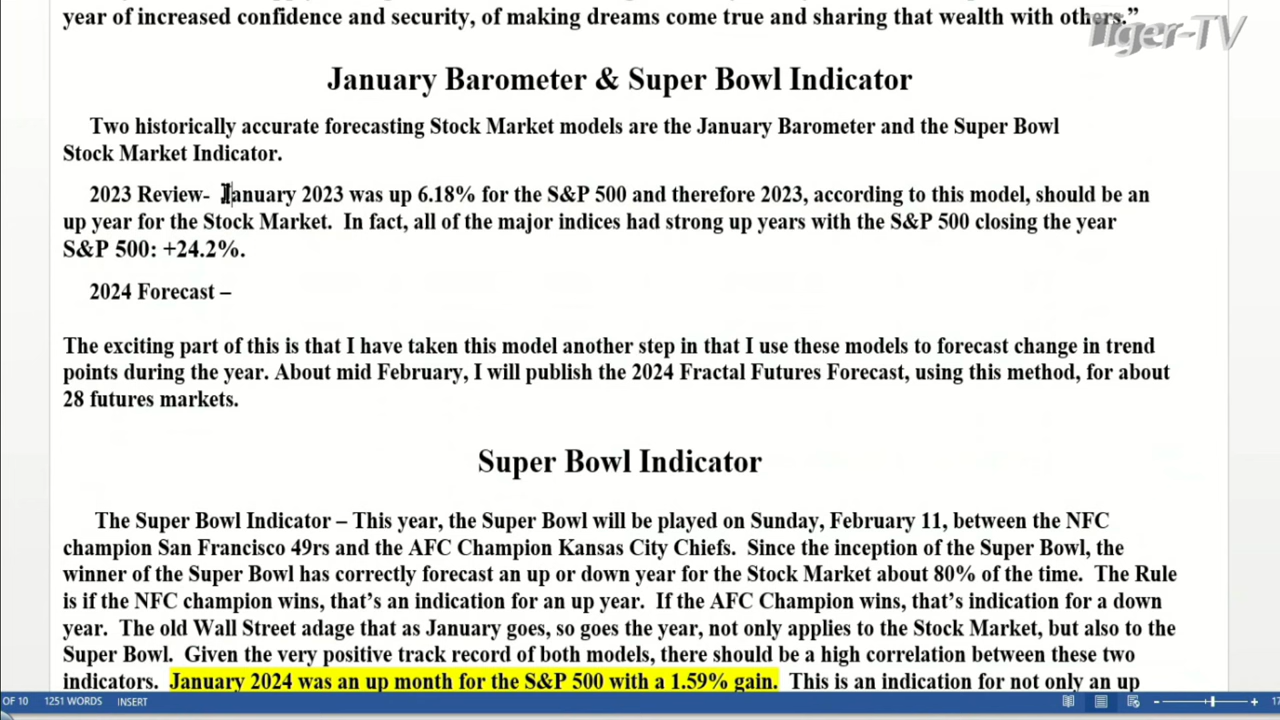 year of increased confidence and security, of making dreams come true and sharing that wealth with others.”
Tiger-TV
January Barometer & Super Bowl Indicator
Two historically accurate forecasting Stock Market models are the January Barometer and the Super Bowl
Stock Market Indicator.
2023 Review- January 2023 was up 6.18% for the S&P 500 and therefore 2023, according to this model, should be an
up year for the Stock Market. In fact, all of the major indices had strong up years with the S&P 500 closing the year
S&P 500: +24.2%.
2024 Forecast –
The exciting part of this is that I have taken this model another step in that I use these models to forecast change in trend
points during the year. About mid February, I will publish the 2024 Fractal Futures Forecast, using this method, for about
28 futures markets.
Super Bowl Indicator
The Super Bowl Indicator – This year, the Super Bowl will be played on Sunday, February 11, between the NFC
champion San Francisco 49rs and the AFC Champion Kansas City Chiefs. Since the inception of the Super Bowl, the
winner of the Super Bowl has correctly forecast an up or down year for the Stock Market about 80% of the time. The Rule
is if the NFC champion wins, that’s an indication for an up year. If the AFC Champion wins, that’s indication for a down
year. The old Wall Street adage that as January goes, so goes the year, not only applies to the Stock Market, but also to the
Super Bowl. Given the very positive track record of both models, there should be a high correlation between these two
indicators. January 2024 was an up month for the S&P 500 with a 1.59% gain. This is an indication for not only an up
OF 10 1251 WORDS INSERT